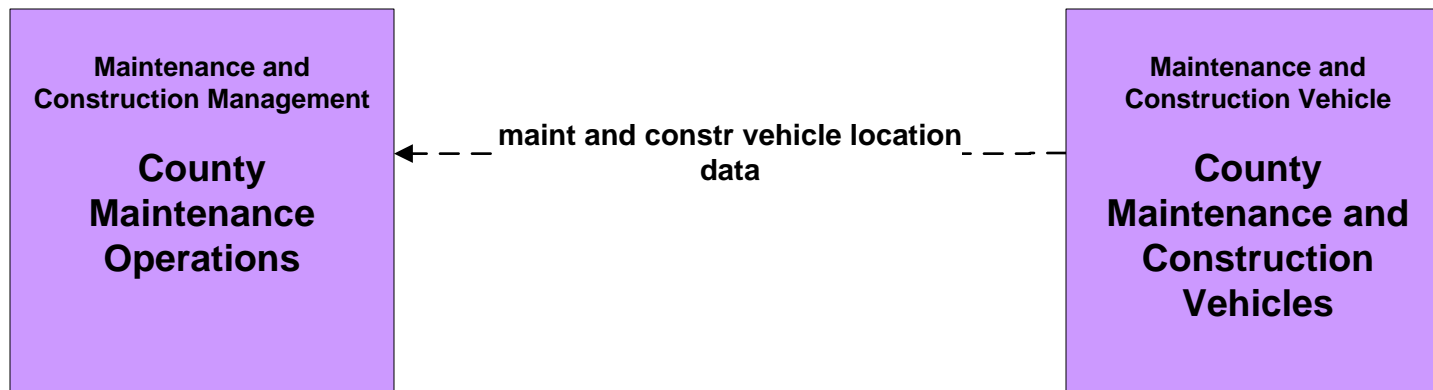 Maintenance and
Construction Management
County
Maintenance
Operations
maint and constr vehicle location
data
Maintenance and
Construction Vehicle
County
Maintenance and
Construction
Vehicles